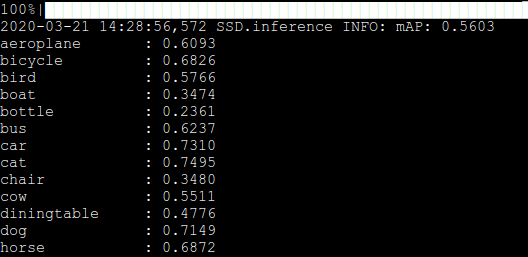 100%|
2020-03-21 14:28:56,572 SSD.inference INFO: mAP: 0.5603
aeroplane       : 0.6093
bicycle         : 0.6826
bird            : 0.5766
boat            : 0.3474
bottle          : 0.2361
bus             : 0.6237
car             : 0.7310
cat             : 0.7495
chair           : 0.3480
cow             : 0.5511
diningtable     : 0.4776
dog             : 0.7149
horse           : 0.6872